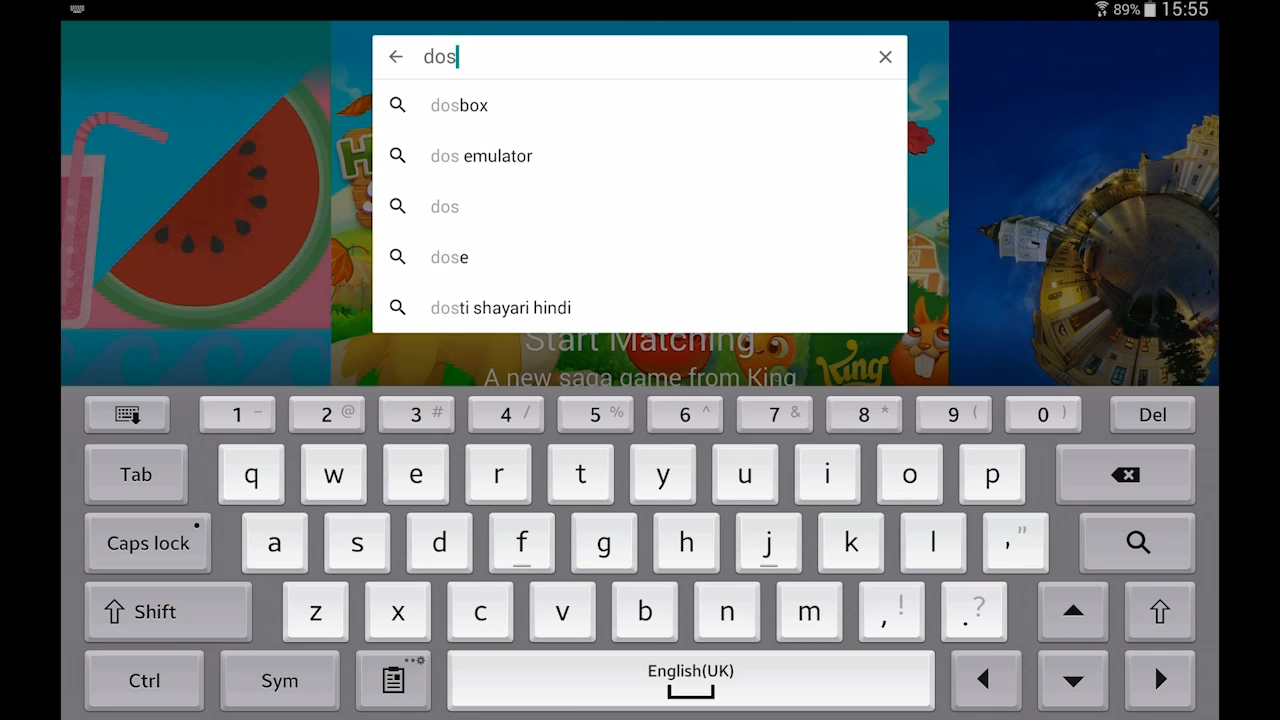 89% 15:55
dos
dosbox
dos emulator
dos
dose
dosti shayari hindi
Start Matching
A new saga game from King
King
1 - 2 @ 3 # 4 / 5 % 6 ^ 7 & 8 * 9 ( 0 ) Del
Tab q w e r t y u i o p
Caps lock a s d f g h j k l ' "
Shift z x c v b n m , ! . ?
Ctrl Sym English(UK)